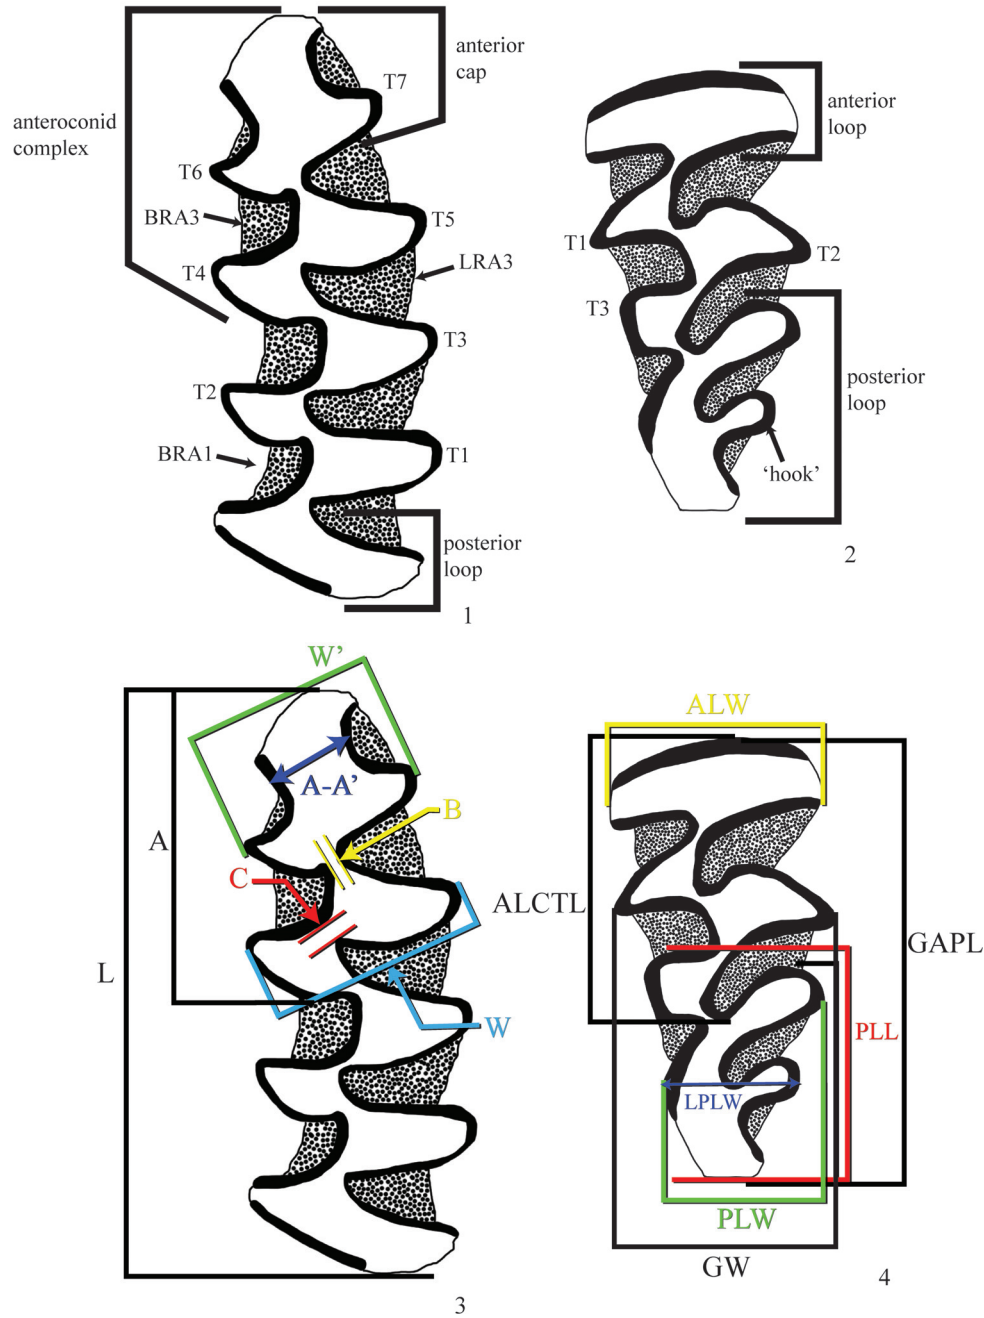 anterior
cap
T7
anteroconid
complex
T6
BRA3
T5
LRA3
T4
T3
T2
BRA1
T1
posterior
loop
1
anterior
loop
T1
T2
T3
posterior
loop
‘hook’
2
W’
A-A’
B
A
C
L
W
3
ALW
ALCTL
GAPL
PLL
LPLW
PLW
GW
4